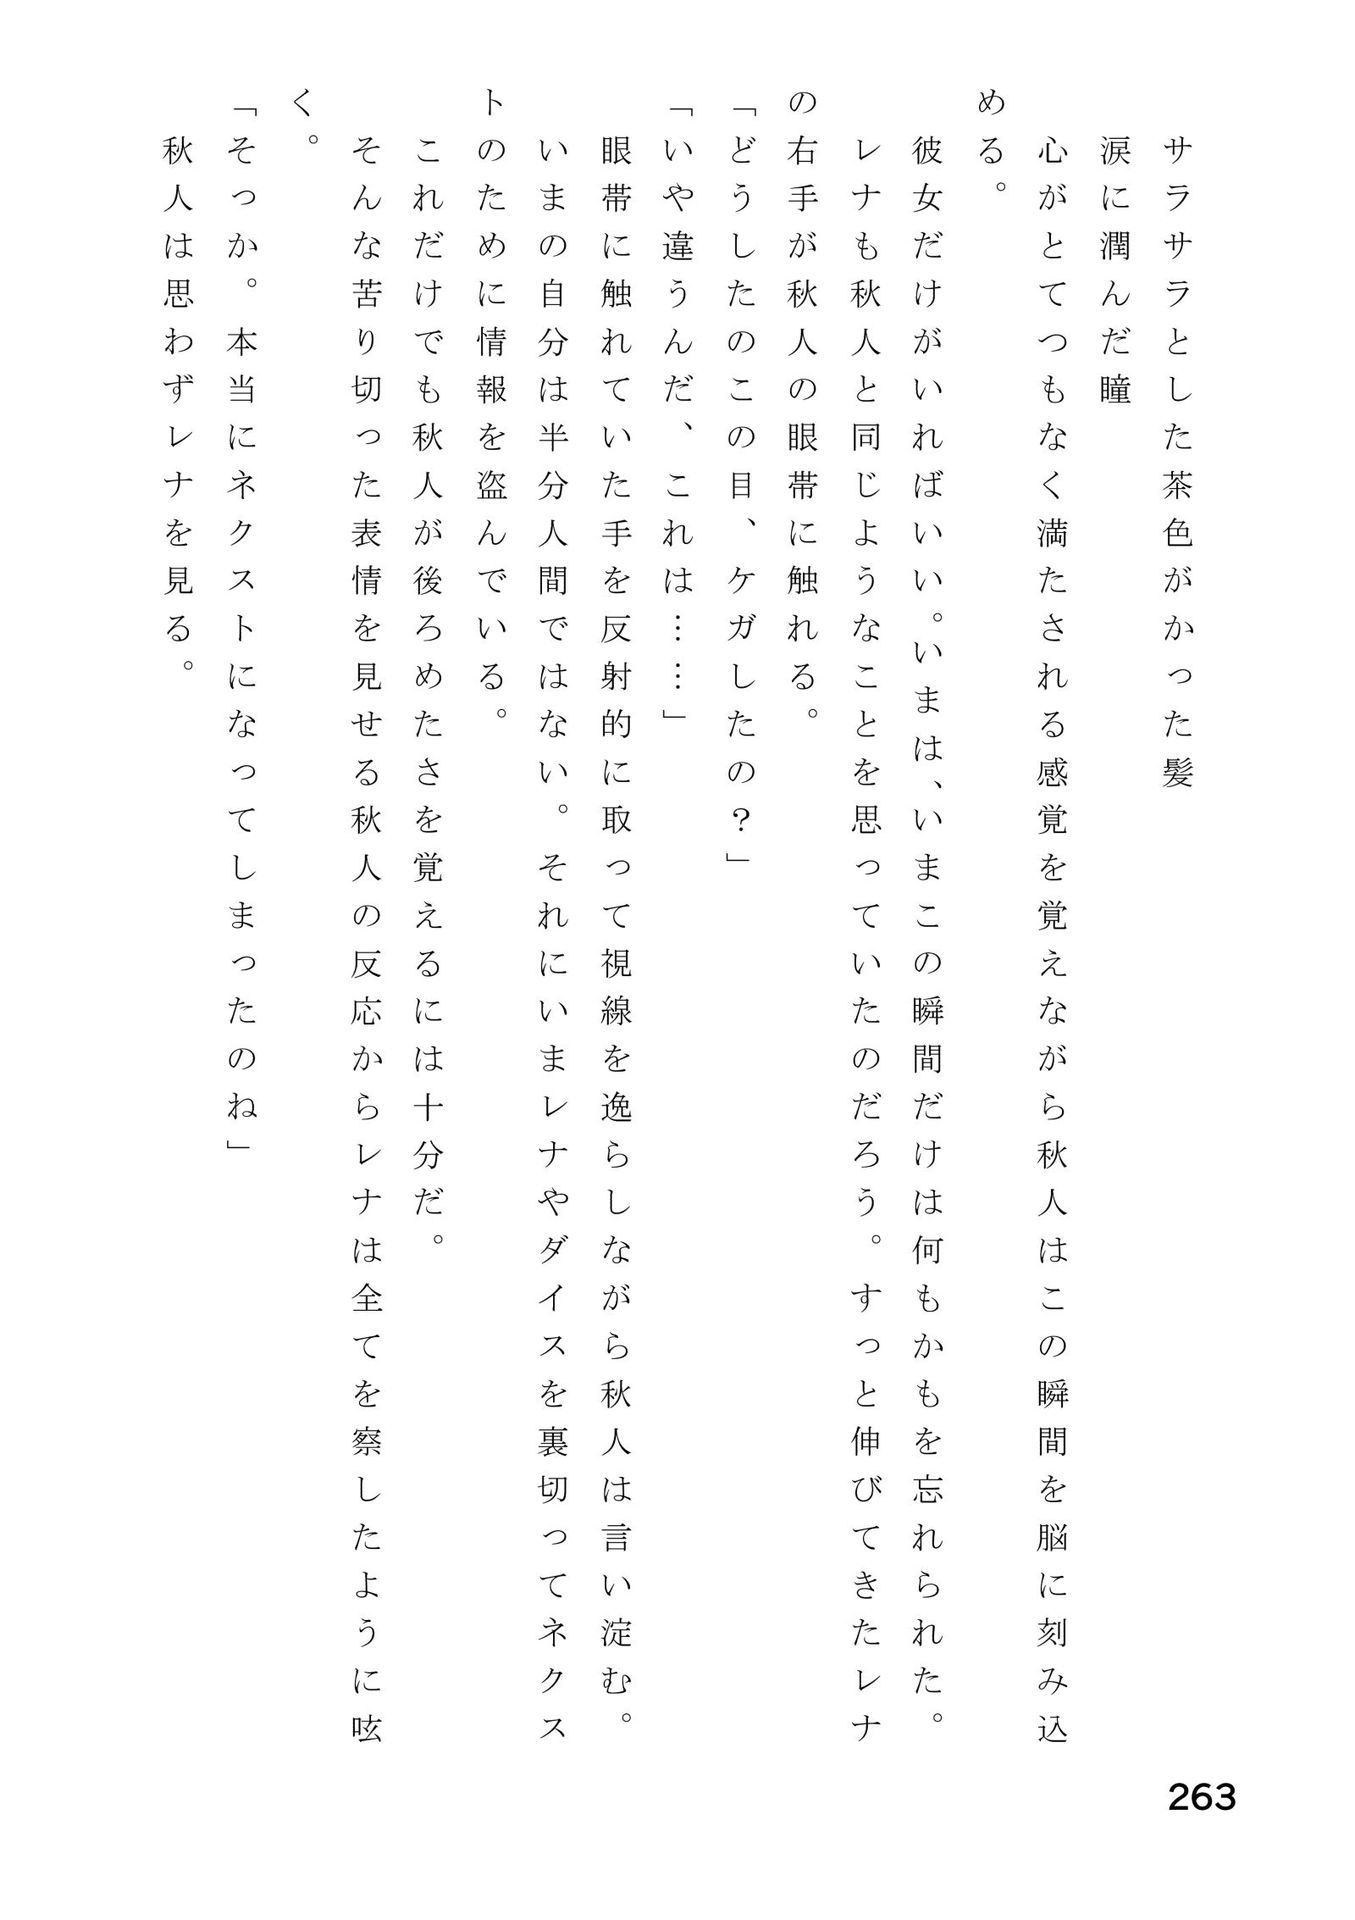 サラサラとした茶色がかった髪
涙に潤んだ瞳
心がとてつもなく満たされる感覚を覚えながら秋人はこの瞬間を脳に刻み込
める。
彼女だけがいればいい。いまは、いまこの瞬間だけは何もかもを忘れられた。
レナも秋人と同じようなことを思っていたのだろう。すっと伸びてきたレナ
の右手が秋人の眼帯に触れる。
「どうしたのこの目、ケガしたの？」
「いや違うんだ、これは……」
眼帯に触れていた手を反射的に取って視線を逸らしながら秋人は言い淀む。
いまの自分は半分人間ではない。それにいまレナやダイスを裏切ってネクス
トのために情報を盗んでいる。
これだけでも秋人が後ろめたさを覚えるには十分だ。
そんな苦り切った表情を見せる秋人の反応からレナは全てを察したように呟
く。
「そっか。本当にネクストになってしまったのね」
秋人は思わずレナを見る。
263